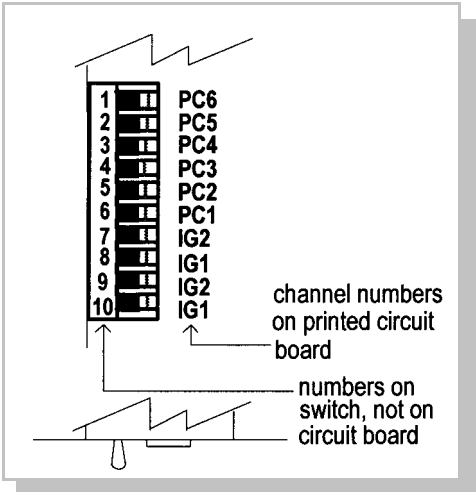 1 PC6
2 PC5
3 PC4
4 PC3
5 PC2
6 PC1
7 IG2
8 IG1
9 IG2
10 IG1
channel numbers
on printed circuit
board
numbers on
switch, not on
circuit board